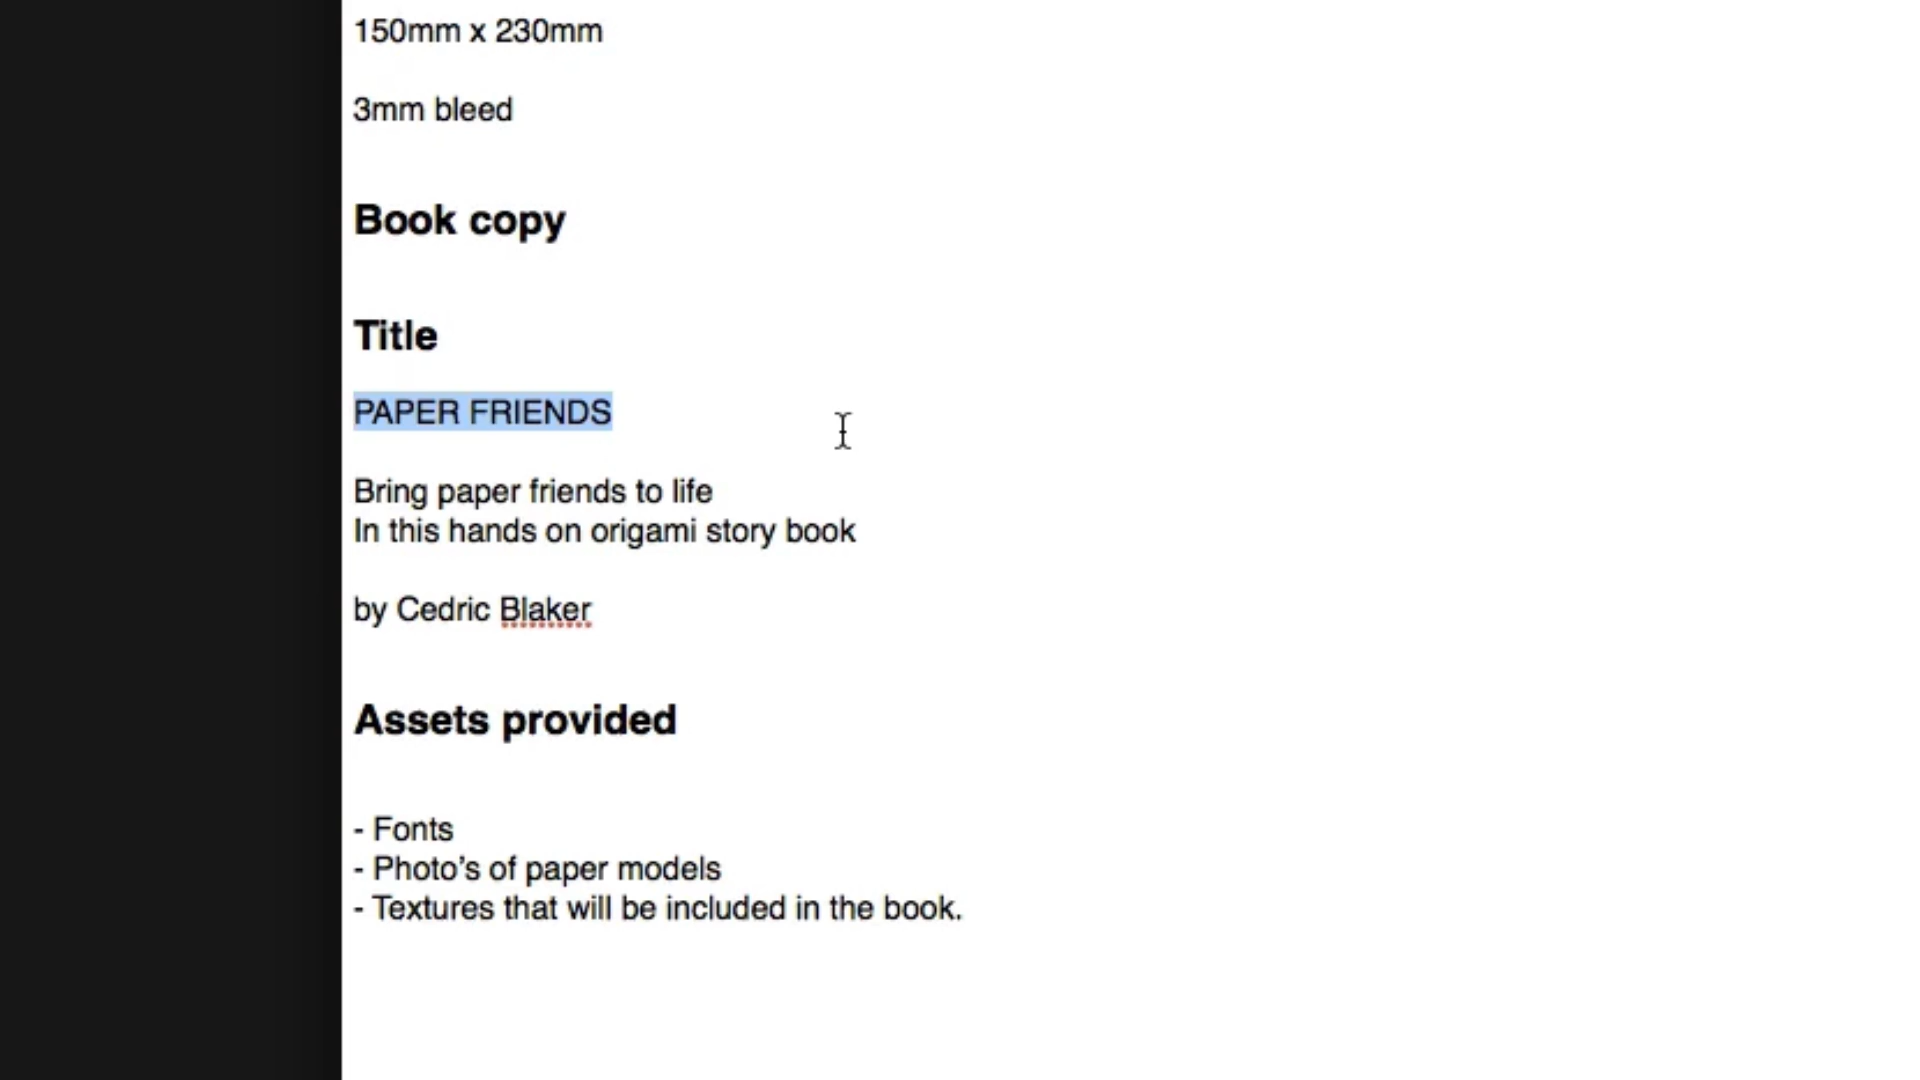 150mm x 230mm
3mm bleed
Book copy
Title
PAPER FRIENDS
Bring paper friends to life
In this hands on origami story book
by Cedric Blaker
Assets provided
- Fonts
- Photo’s of paper models
- Textures that will be included in the book.